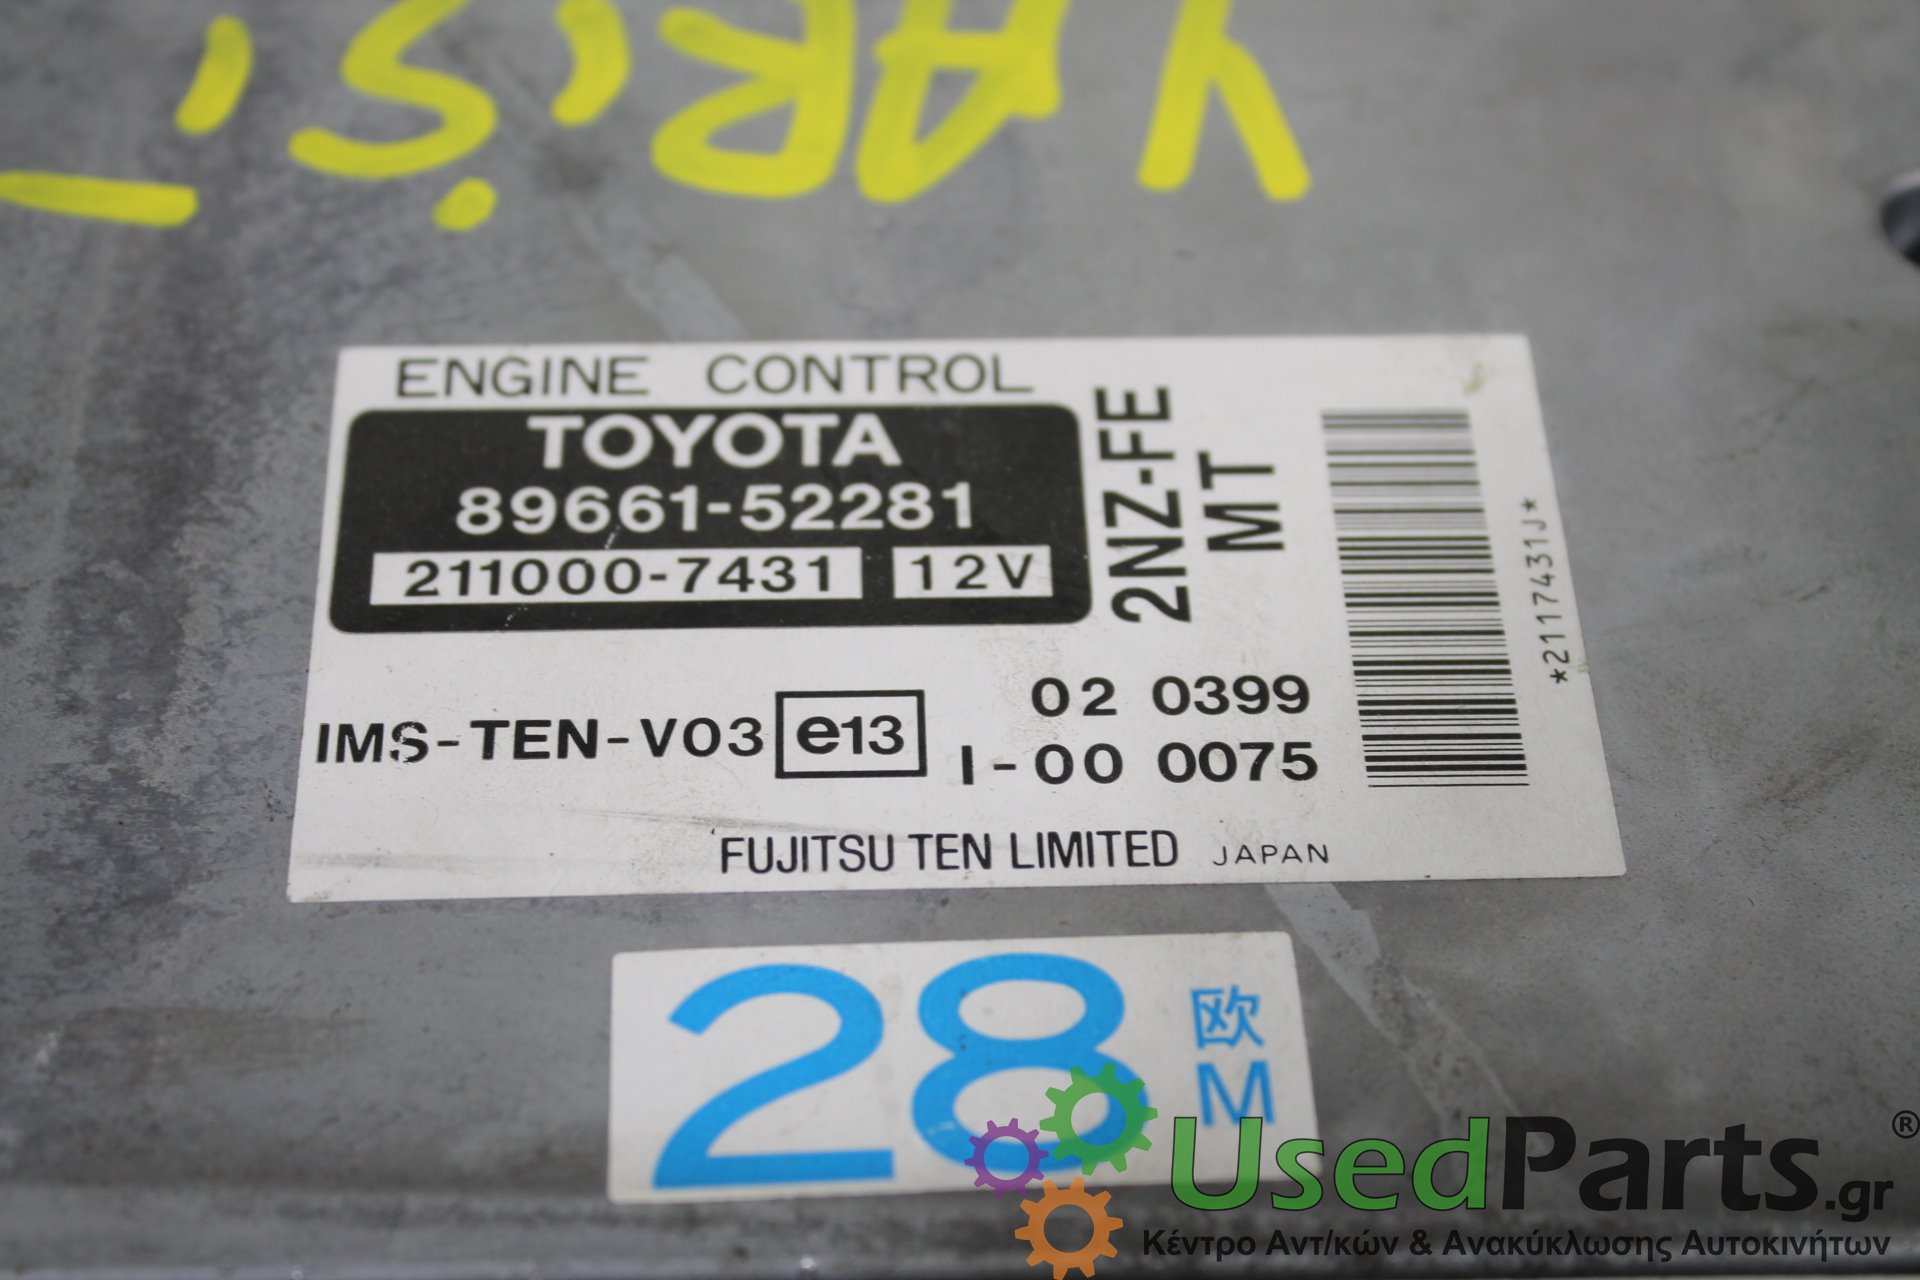 YARiS '
ENGINE CONTROL
TOYOTA
89661-52281
211000-7431 12V
2NZ-FE
MT
*2117431J*
IMS-TEN-V03 e13 02 0399
I-00 0075
FUJITSU TEN LIMITED JAPAN
28 欧
M
UsedParts.gr ®
Κέντρο Αντ/κών & Ανακύκλωσης Αυτοκινήτων